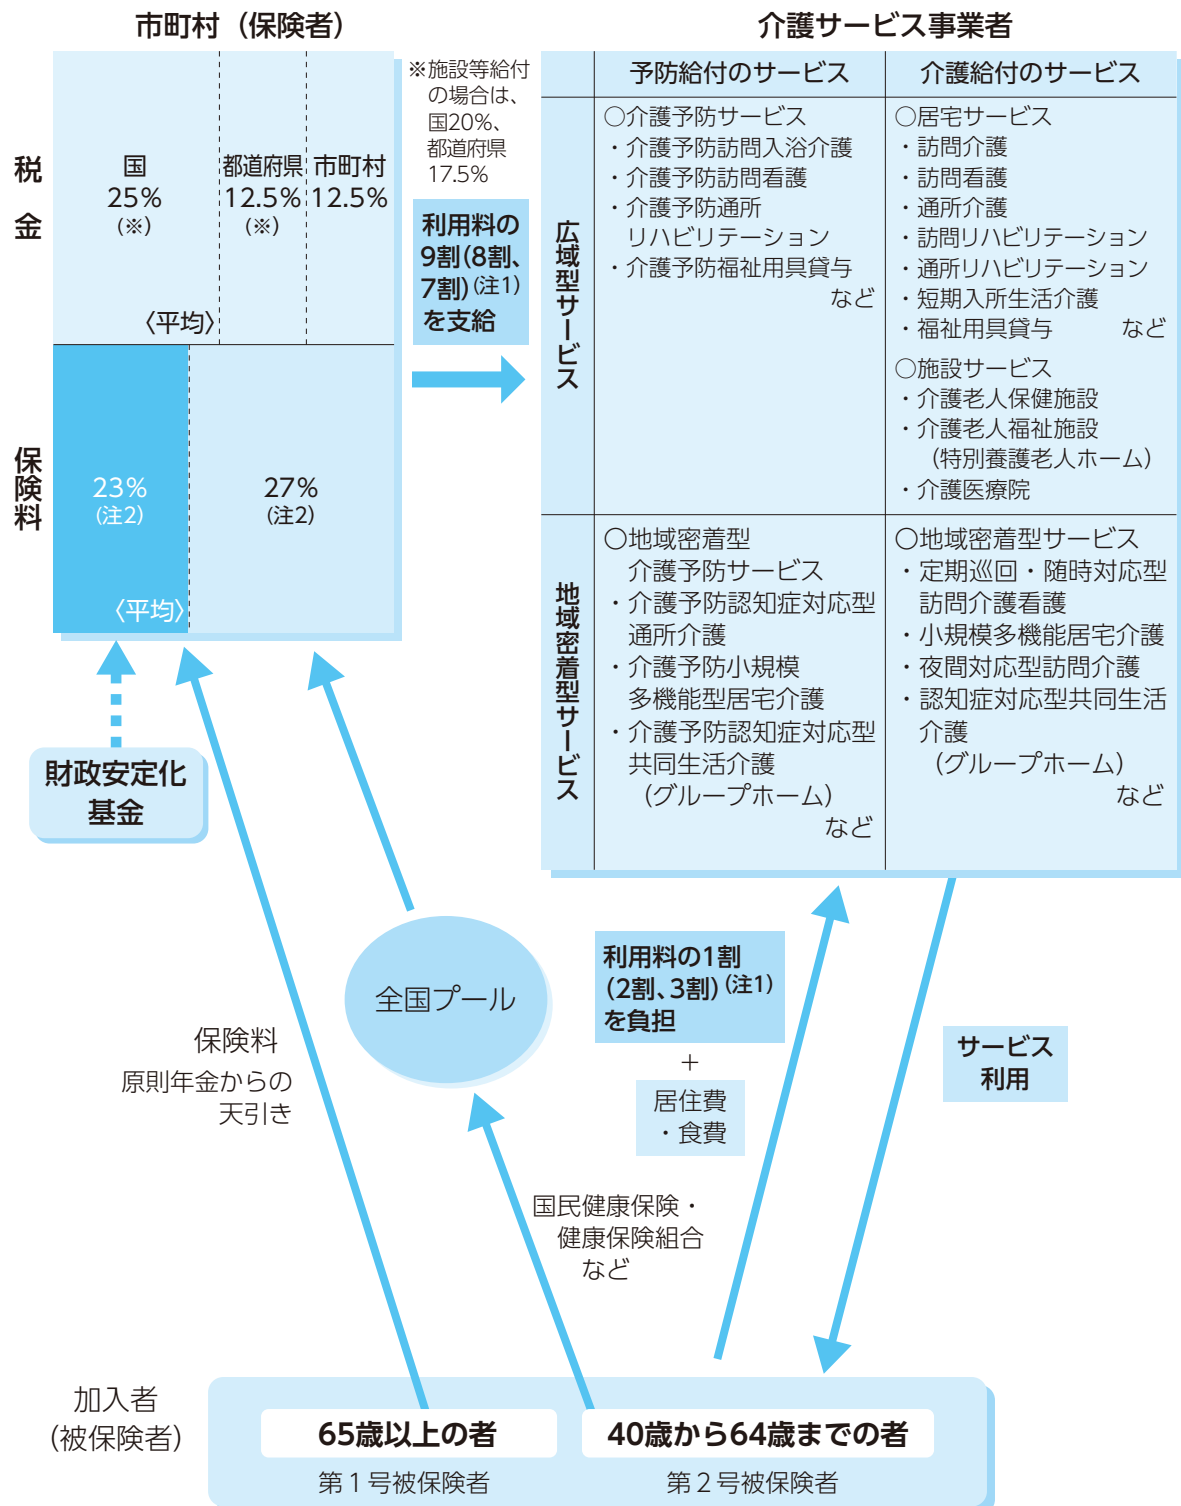 市町村（保険者）
税金
国
25%
(※)
都道府県
12.5%
(※)
市町村
12.5%
〈平均〉
保険料
23%
(注2)
〈平均〉
27%
(注2)
※施設等給付
の場合は、
国20%、
都道府県
17.5%
利用料の
9割(8割、
7割)(注1)
を支給
財政安定化
基金
介護サービス事業者
予防給付のサービス
介護給付のサービス
広域型サービス
○介護予防サービス
・介護予防訪問入浴介護
・介護予防訪問看護
・介護予防通所
リハビリテーション
・介護予防福祉用具貸与
など
○居宅サービス
・訪問介護
・訪問看護
・通所介護
・訪問リハビリテーション
・通所リハビリテーション
・短期入所生活介護
・福祉用具貸与 など
○施設サービス
・介護老人保健施設
・介護老人福祉施設
（特別養護老人ホーム）
・介護医療院
地域密着型サービス
○地域密着型
介護予防サービス
・介護予防認知症対応型
通所介護
・介護予防小規模
多機能型居宅介護
・介護予防認知症対応型
共同生活介護
（グループホーム）
など
○地域密着型サービス
・定期巡回・随時対応型
訪問介護看護
・小規模多機能居宅介護
・夜間対応型訪問介護
・認知症対応型共同生活
介護
（グループホーム）
など
全国プール
保険料
原則年金からの
天引き
国民健康保険・
健康保険組合
など
利用料の1割
(2割、3割)(注1)
を負担
＋
居住費
・食費
サービス
利用
加入者
（被保険者）
65歳以上の者
第1号被保険者
40歳から64歳までの者
第2号被保険者